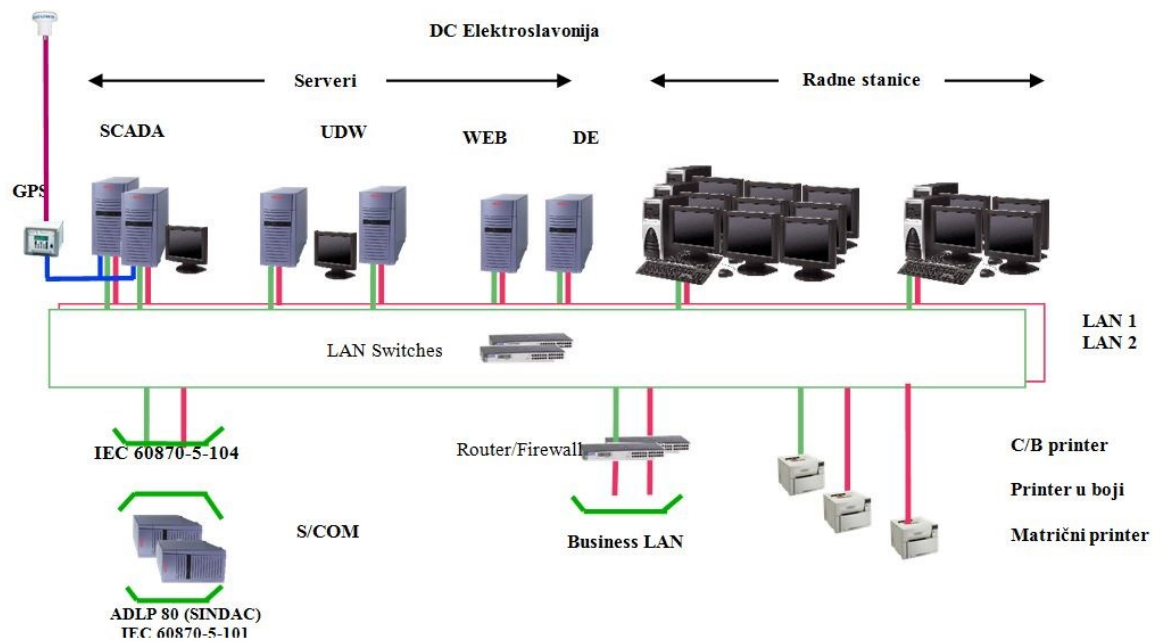 DC Elektroslavonija
Serveri
Radne stanice
SCADA
UDW
WEB
DE
GPS
LAN 1
LAN 2
LAN Switches
IEC 60870-5-104
Router/Firewall
C/B printer
Printer u boji
S/COM
Business LAN
Matrični printer
ADLP 80 (SINDAC)
IEC 60870-5-101